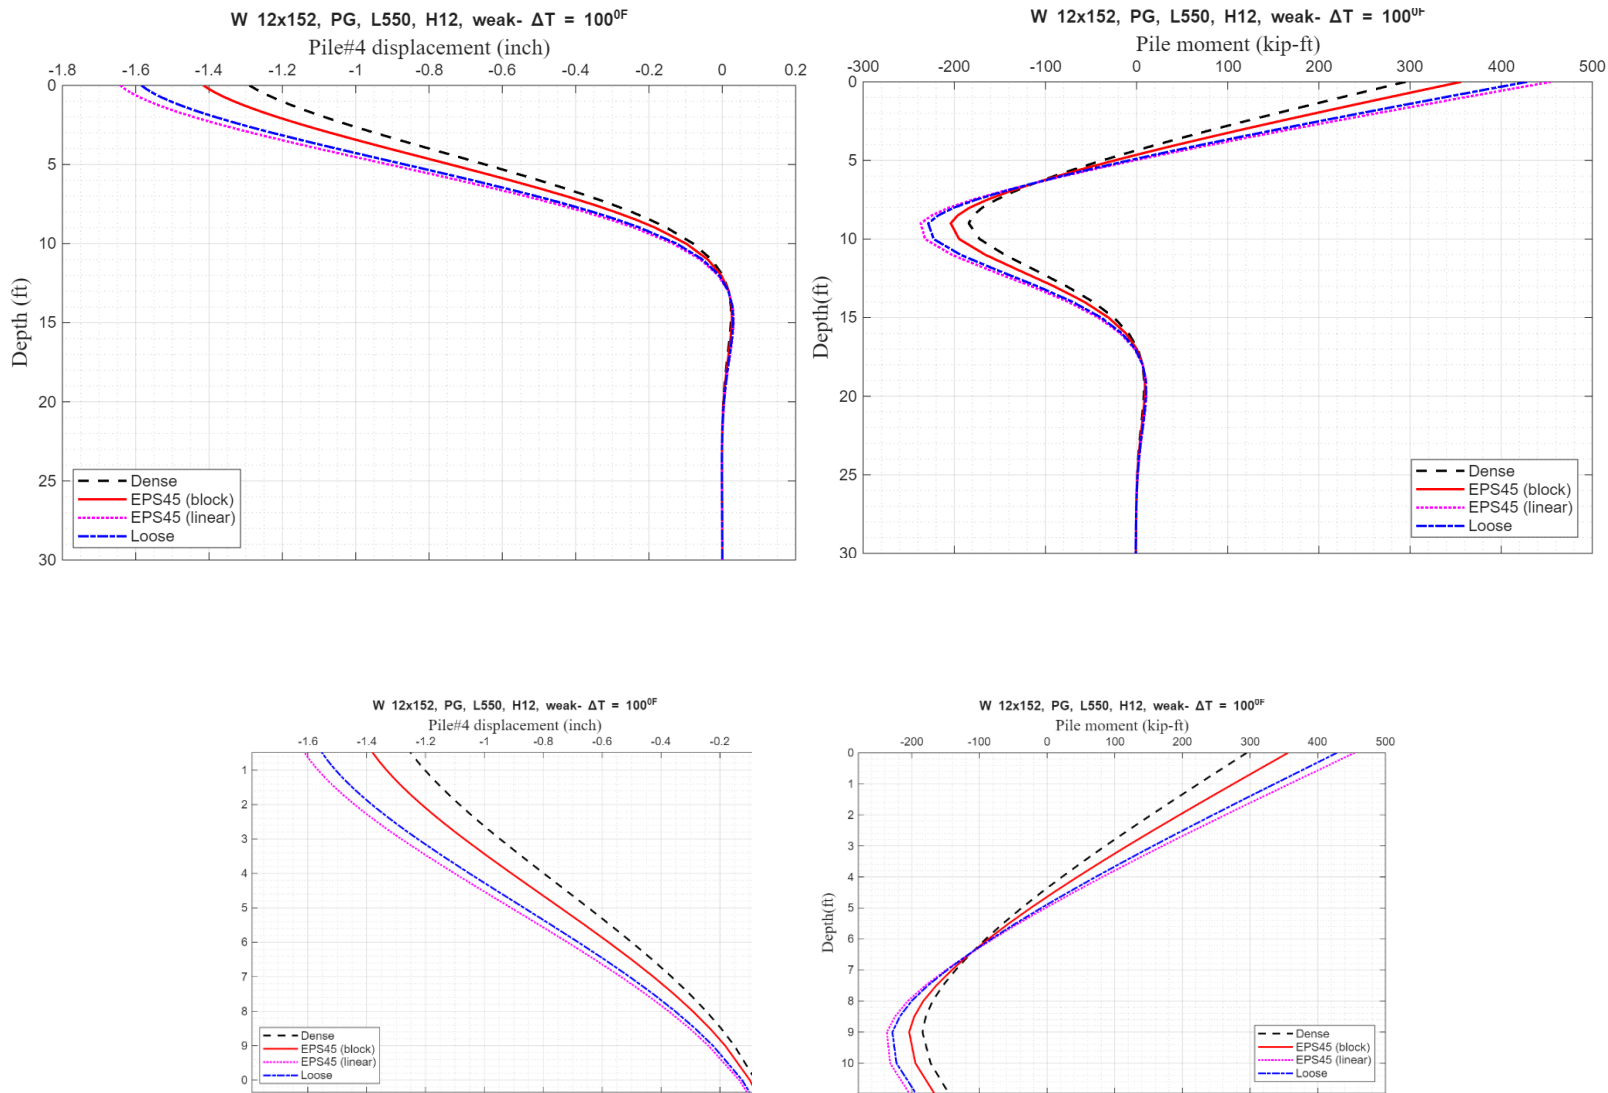 W 12x152, PG, L550, H12, weak- ΔT = 100⁰F
Pile#4 displacement (inch)
-1.8 -1.6 -1.4 -1.2 -1 -0.8 -0.6 -0.4 -0.2 0 0.2
0
5
10
15
20
25
30
Depth (ft)
Dense
EPS45 (block)
EPS45 (linear)
Loose
W 12x152, PG, L550, H12, weak- ΔT = 100⁰F
Pile moment (kip-ft)
-300 -200 -100 0 100 200 300 400 500
0
5
10
15
20
25
30
Depth(ft)
Dense
EPS45 (block)
EPS45 (linear)
Loose
W 12x152, PG, L550, H12, weak- ΔT = 100⁰F
Pile#4 displacement (inch)
-1.6 -1.4 -1.2 -1 -0.8 -0.6 -0.4 -0.2
1
2
3
4
5
6
7
8
9
0
Dense
EPS45 (block)
EPS45 (linear)
Loose
W 12x152, PG, L550, H12, weak- ΔT = 100⁰F
Pile moment (kip-ft)
-200 -100 0 100 200 300 400 500
0
1
2
3
4
5
6
7
8
9
10
Depth(ft)
Dense
EPS45 (block)
EPS45 (linear)
Loose